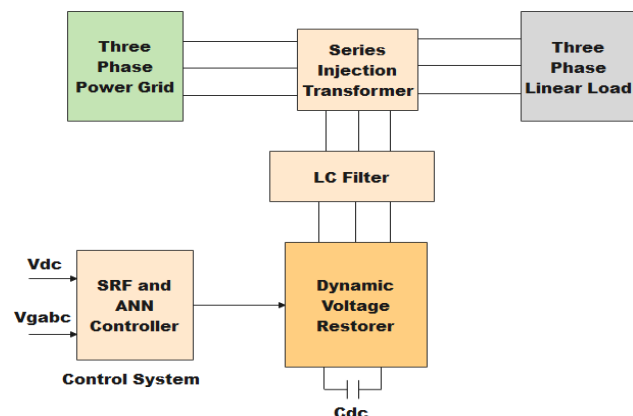 Three
Phase
Power Grid
Series
Injection
Transformer
Three
Phase
Linear Load
LC Filter
Vdc
Vgabc
SRF and
ANN
Controller
Dynamic
Voltage
Restorer
Control System
Cdc